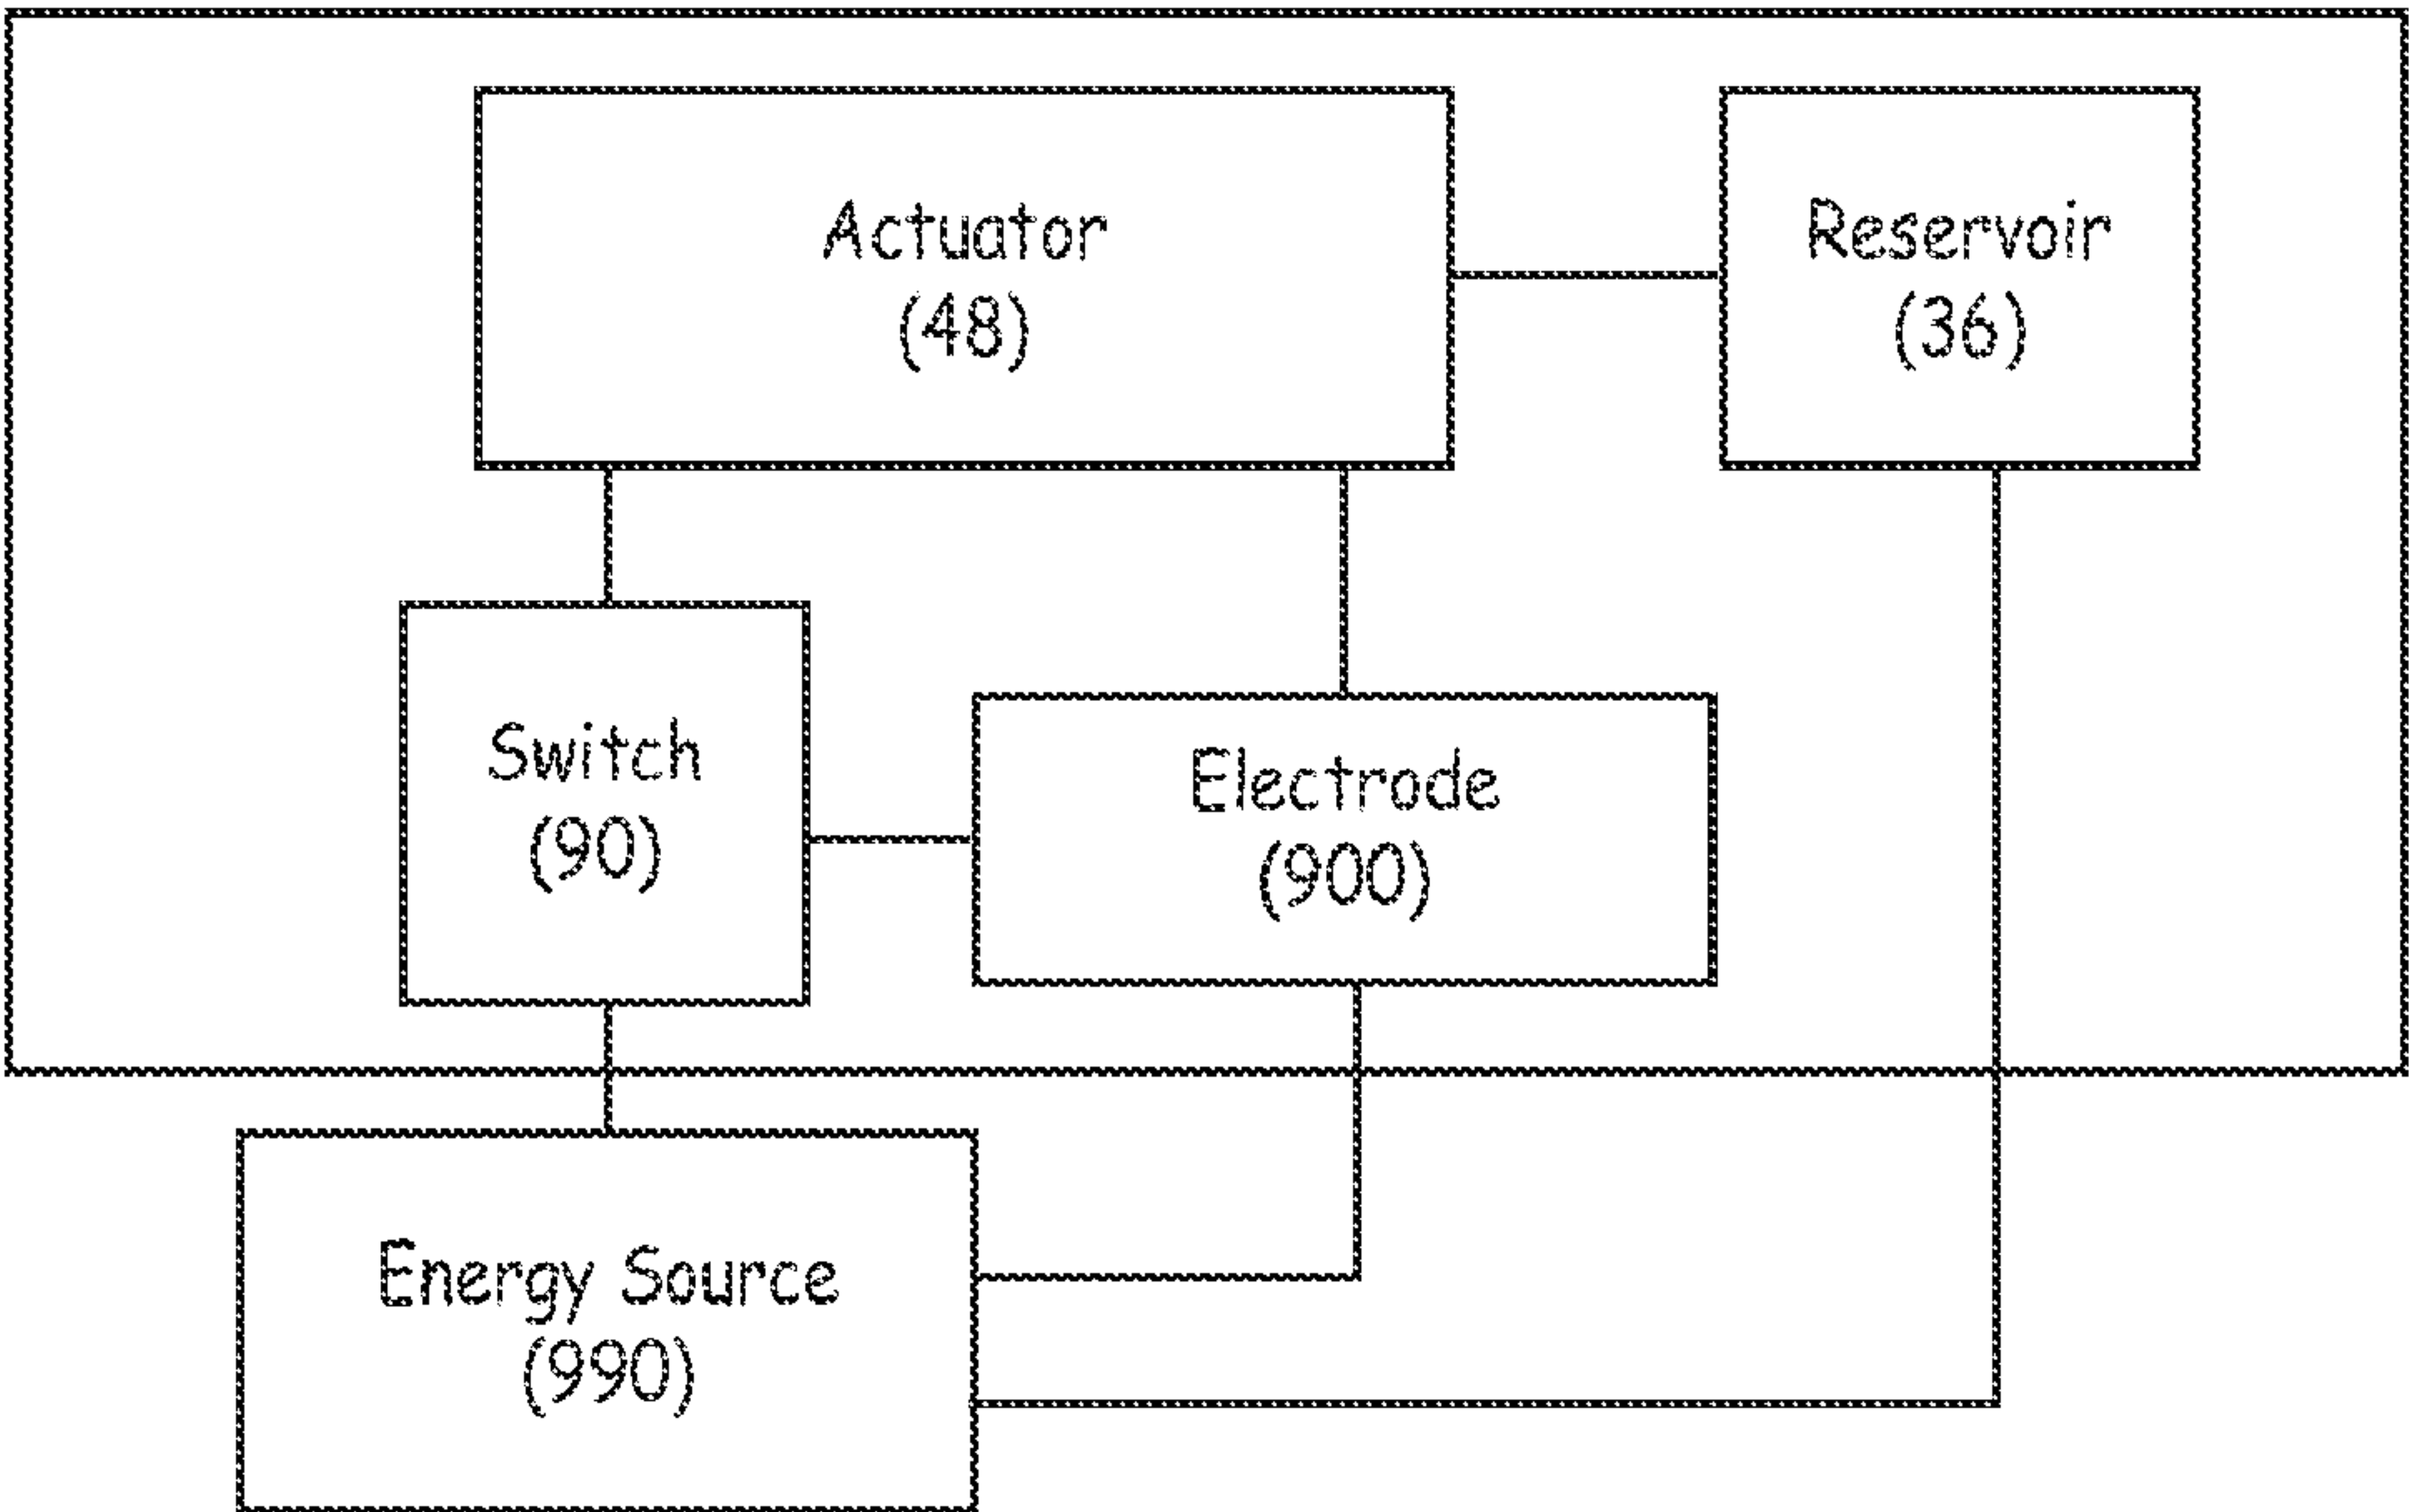 Actuator
(48)
Reservoir
(36)
Switch
(90)
Electrode
(900)
Energy Source
(990)